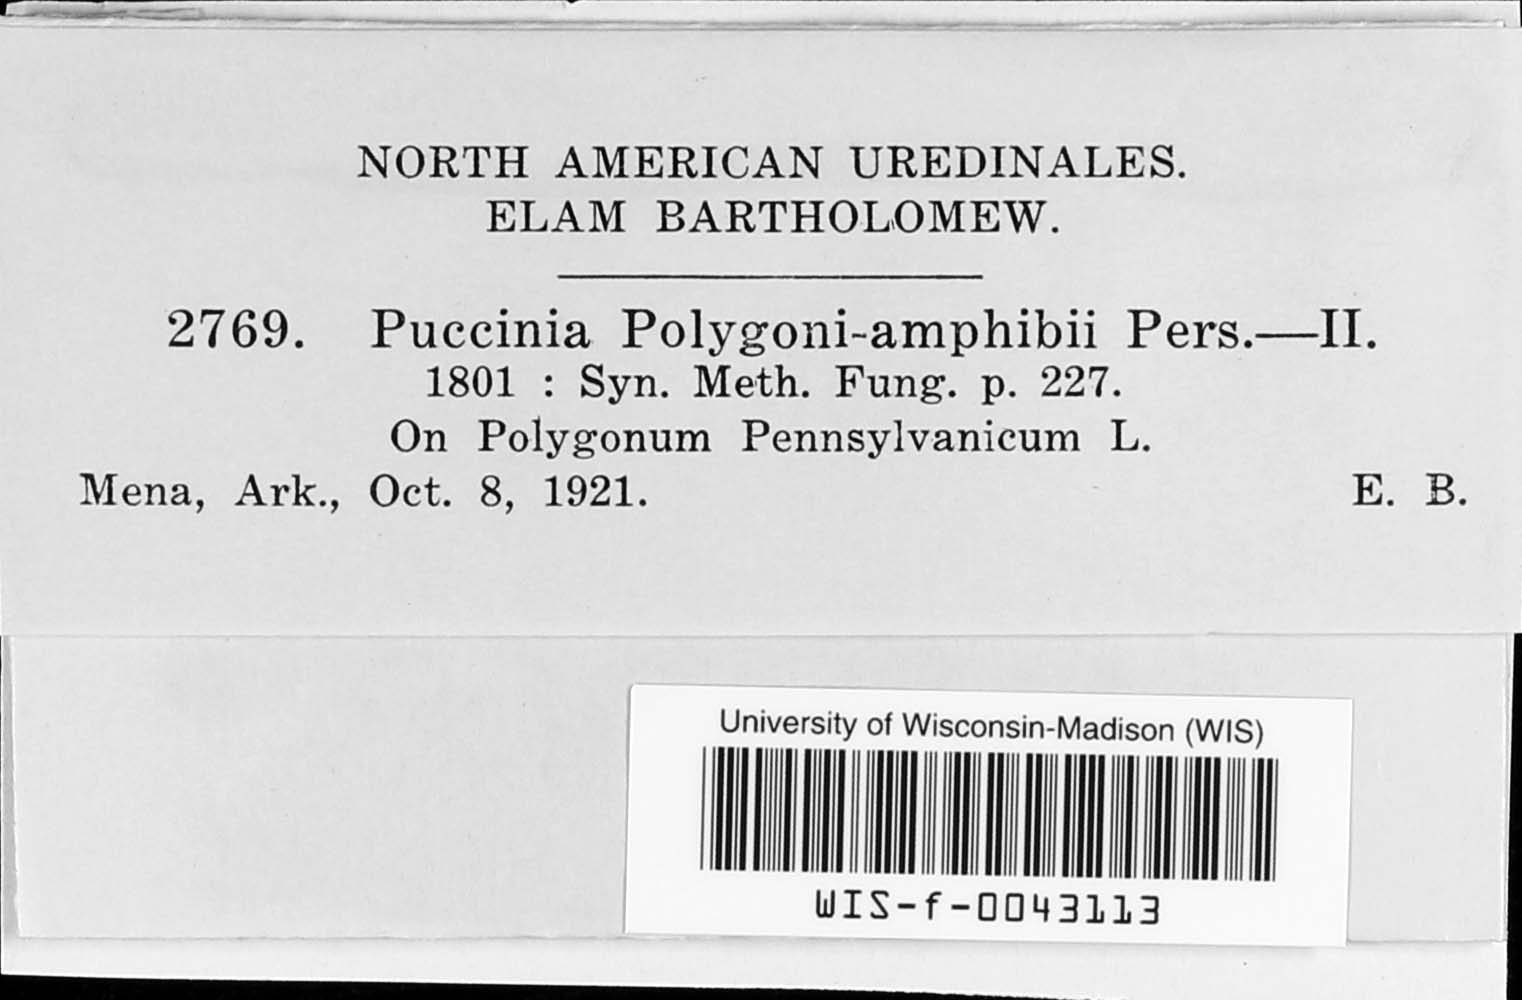 NORTH AMERICAN UREDINALES.
ELAM BARTHOLOMEW.
2769. Puccinia Polygoni-amphibii Pers.—II.
1801 : Syn. Meth. Fung. p. 227.
On Polygonum Pennsylvanicum L.
Mena, Ark., Oct. 8, 1921. E. B.
University of Wisconsin-Madison (WIS)
WIS-f-0043113